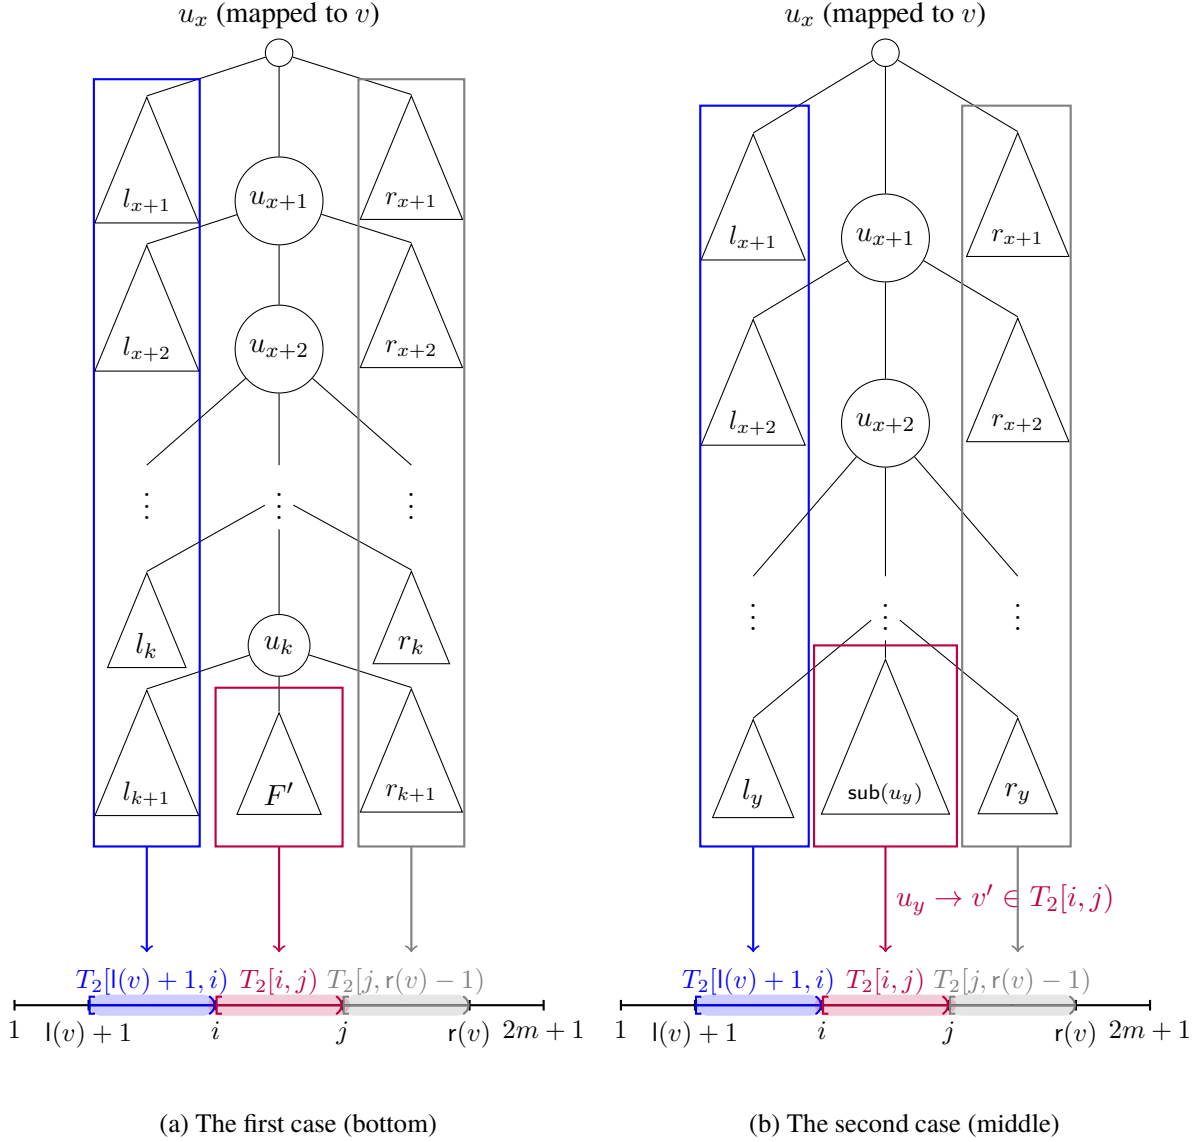 u_x (mapped to v)
l_{x+1} u_{x+1} r_{x+1}
l_{x+2} u_{x+2} r_{x+2}
⋮ ⋮ ⋮
l_k u_k r_k
l_{k+1} F′ r_{k+1}
T_2[l(v) + 1, i) T_2[i, j) T_2[j, r(v) − 1)
1 l(v) + 1 i j r(v) 2m + 1
(a) The first case (bottom)
u_x (mapped to v)
l_{x+1} u_{x+1} r_{x+1}
l_{x+2} u_{x+2} r_{x+2}
⋮ ⋮ ⋮
l_y sub(u_y) r_y
u_y → v′ ∈ T_2[i, j)
T_2[l(v) + 1, i) T_2[i, j) T_2[j, r(v) − 1)
1 l(v) + 1 i j r(v) 2m + 1
(b) The second case (middle)